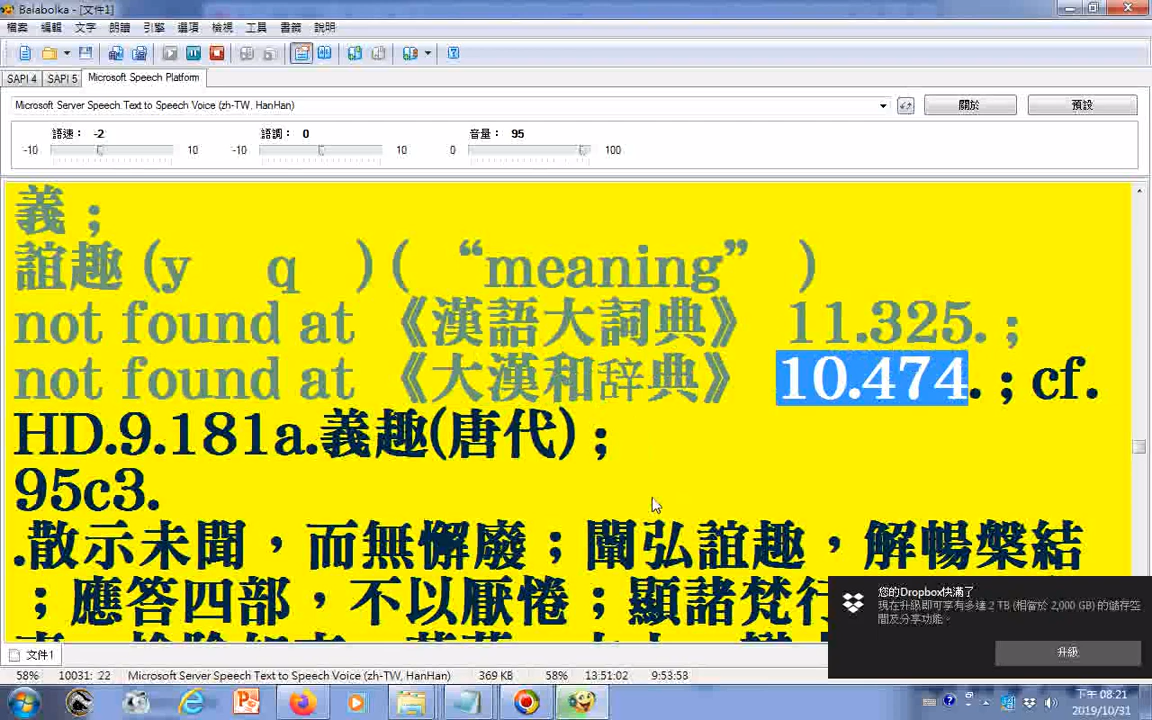 Balabolka - [文件1]
檔案 編輯 文字 朗讀 引擎 選項 檢視 工具 書籤 說明
SAPI 4 SAPI 5 Microsoft Speech Platform
Microsoft Server Speech Text to Speech Voice (zh-TW, HanHan) 關於 預設
語速： -2 語調： 0 音量： 95
-10 10 -10 10 0 100
義；
誼趣 (y q )( “meaning” )
not found at 《漢語大詞典》 11.325.；
not found at 《大漢和辞典》 10.474.；cf.
HD.9.181a.義趣(唐代)；
95c3.
.散示未聞，而無懈廢；闡弘誼趣，解暢槃結
；應答四部，不以厭惓；顯諸梵行
您的Dropbox快滿了
現在升級即可享有多達 2 TB (相當於 2,000 GB) 的儲存空
間及分享功能。
升級
文件1
58% 10031: 22 Microsoft Server Speech Text to Speech Voice (zh-TW, HanHan) 369 KB 58% 13:51:02 9:53:58
下午 08:21
2019/10/31